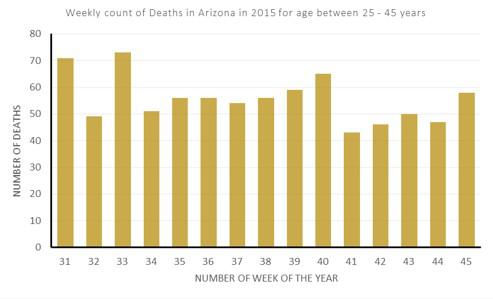 Weekly count of Deaths in Arizona in 2015 for age between 25 - 45 years
80
70
60
50
40
30
20
10
0
NUMBER OF DEATHS
31 32 33 34 35 36 37 38 39 40 41 42 43 44 45
NUMBER OF WEEK OF THE YEAR